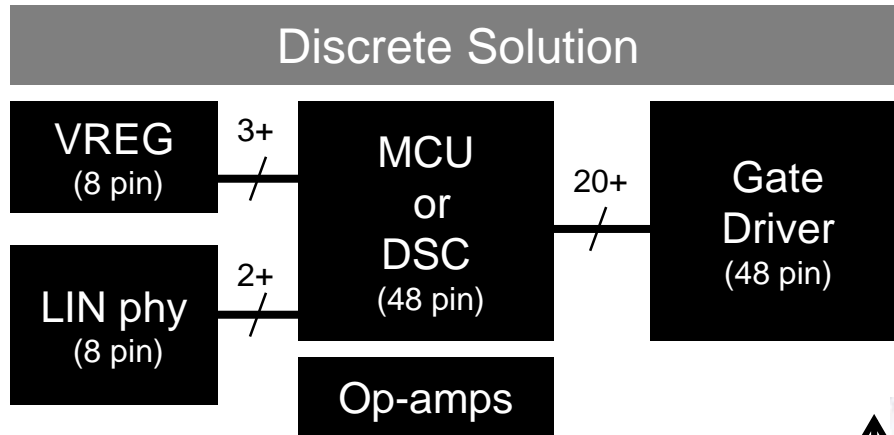 Discrete Solution
VREG
(8 pin)
3+
MCU
or
DSC
(48 pin)
20+
Gate
Driver
(48 pin)
LIN phy
(8 pin)
2+
Op-amps